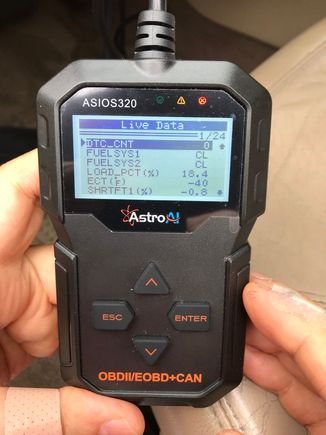 ASIOS320
Live Data
1/24
DTC_CNT 0
FUELSYS1 CL
FUELSYS2 CL
LOAD_PCT(%) 18.4
ECT(°F) -40
SHRTFT1(%) -0.8
AstroAI
ESC
ENTER
OBDII/EOBD+CAN